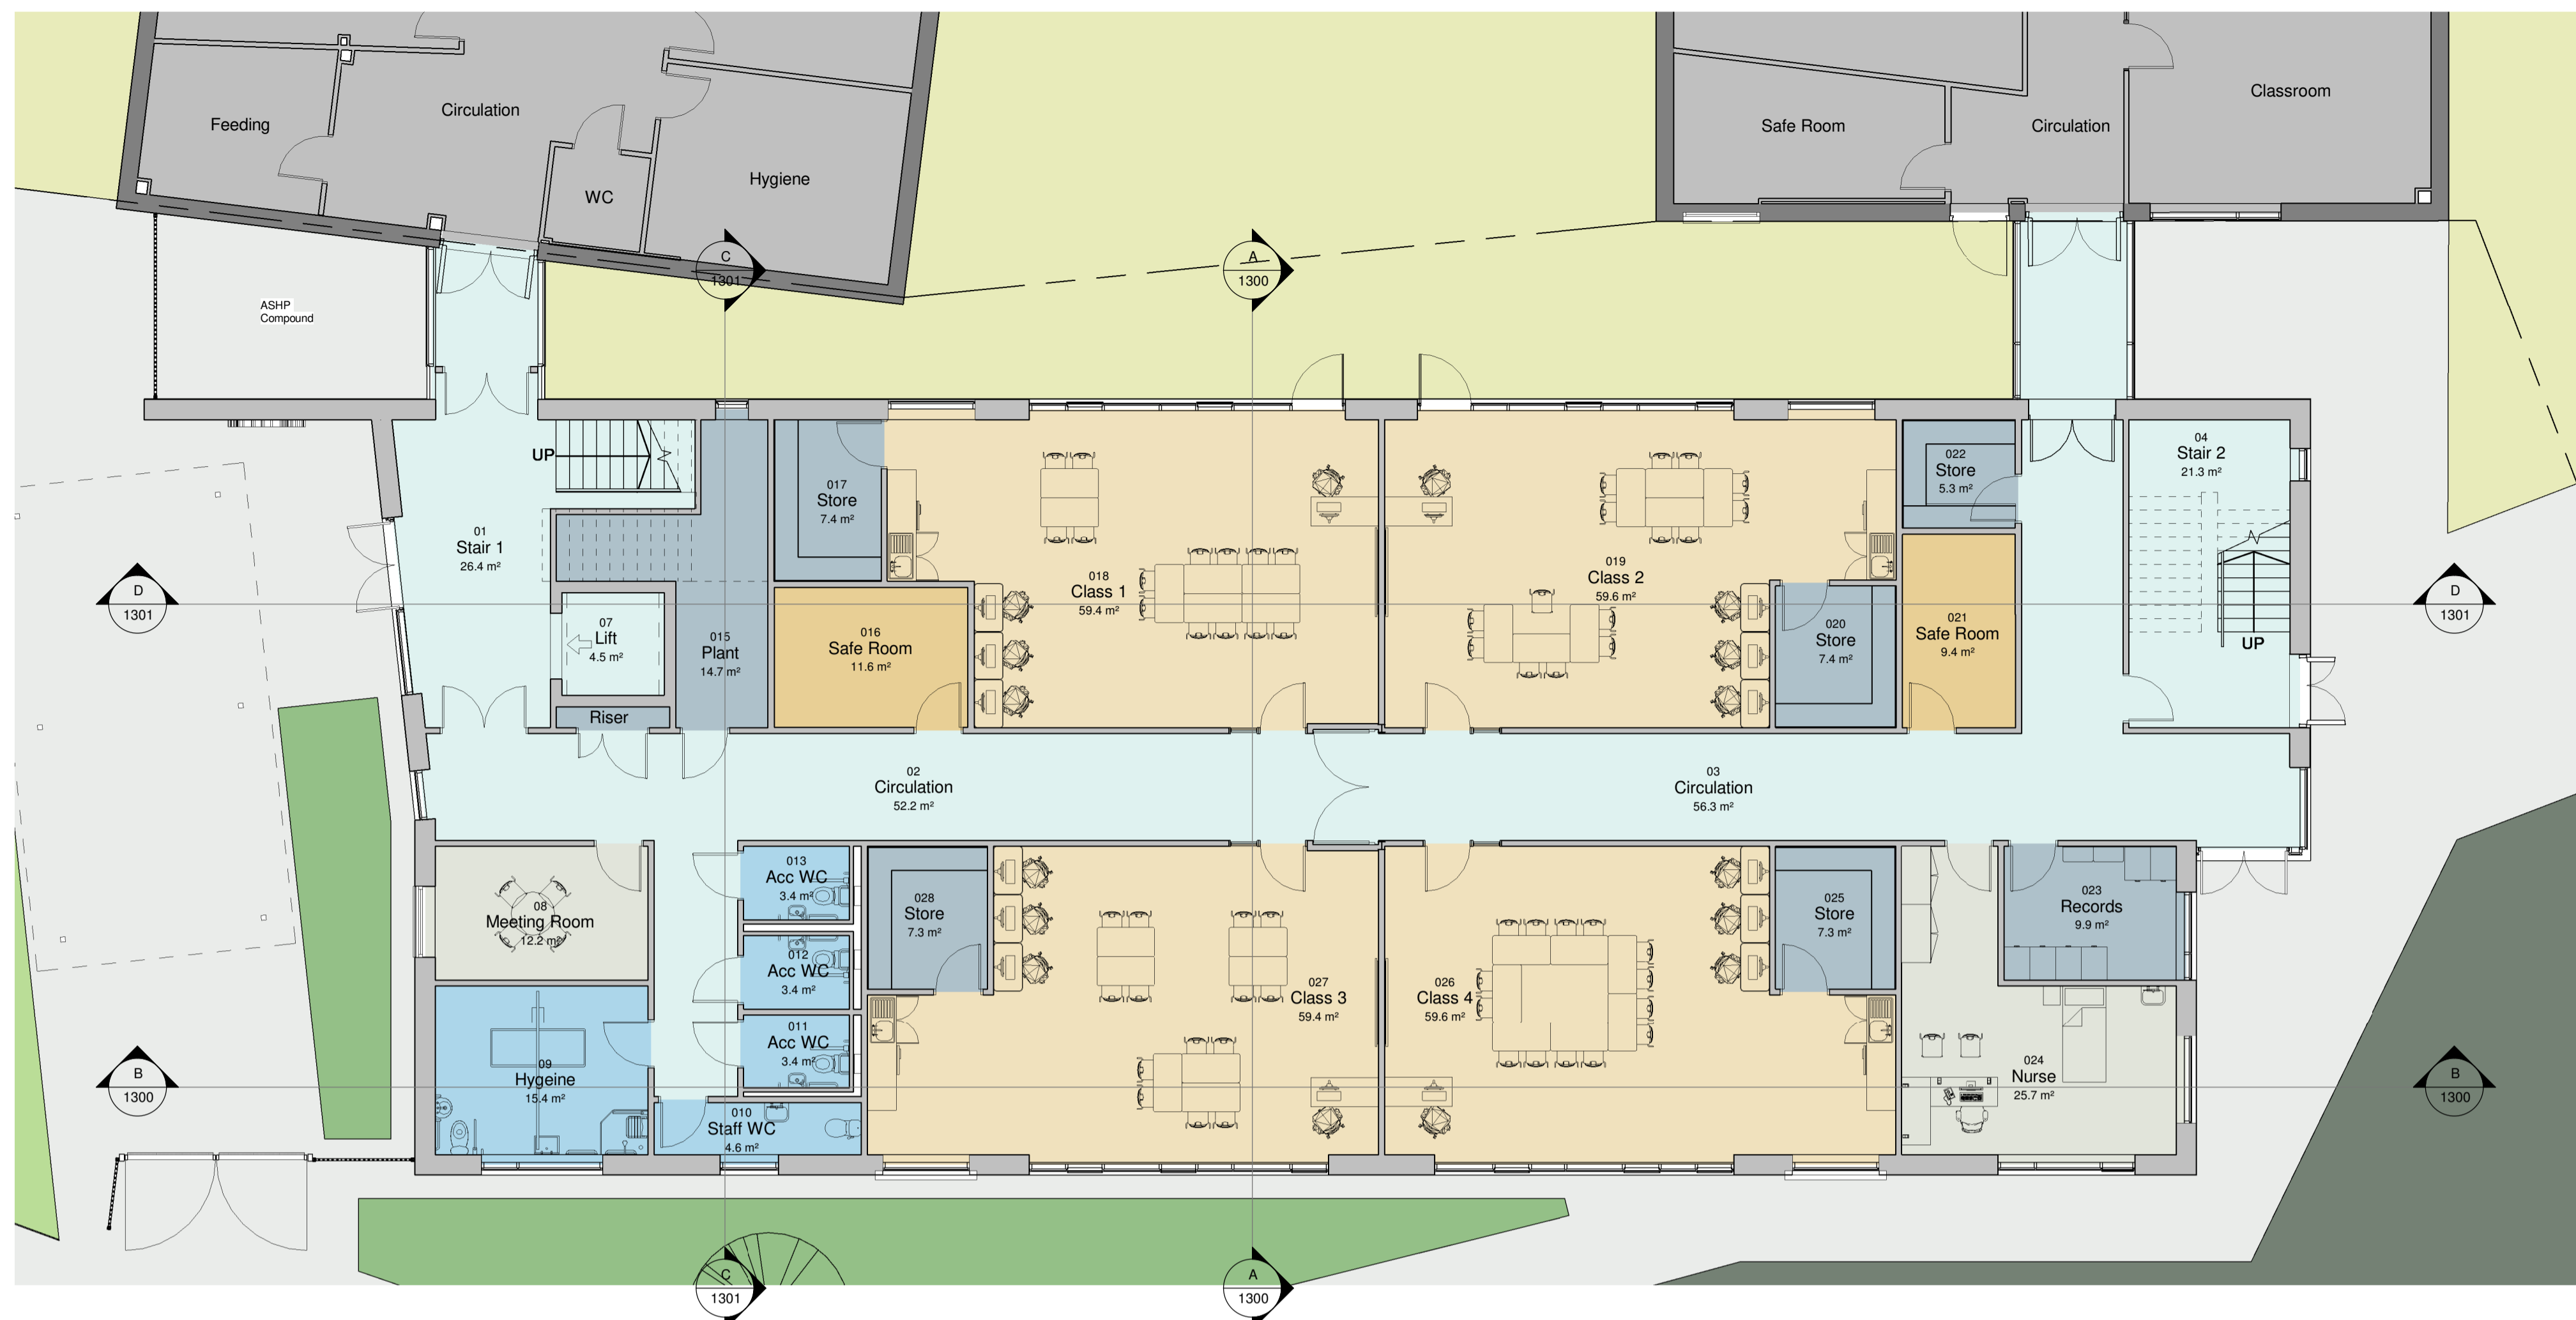 Feeding
Circulation
WC
Hygiene
Safe Room
Circulation
Classroom
ASHP
Compound
C
1301
A
1300
UP
01
Stair 1
26.4 m²
07
Lift
4.5 m²
Riser
015
Plant
14.7 m²
017
Store
7.4 m²
016
Safe Room
11.6 m²
018
Class 1
59.4 m²
019
Class 2
59.6 m²
020
Store
7.4 m²
022
Store
5.3 m²
021
Safe Room
9.4 m²
04
Stair 2
21.3 m²
UP
D
1301
D
1301
02
Circulation
52.2 m²
03
Circulation
56.3 m²
08
Meeting Room
12.2 m²
09
Hygeine
15.4 m²
013
Acc WC
3.4 m²
012
Acc WC
3.4 m²
011
Acc WC
3.4 m²
010
Staff WC
4.6 m²
028
Store
7.3 m²
027
Class 3
59.4 m²
026
Class 4
59.6 m²
025
Store
7.3 m²
023
Records
9.9 m²
024
Nurse
25.7 m²
B
1300
B
1300
C
1301
A
1300